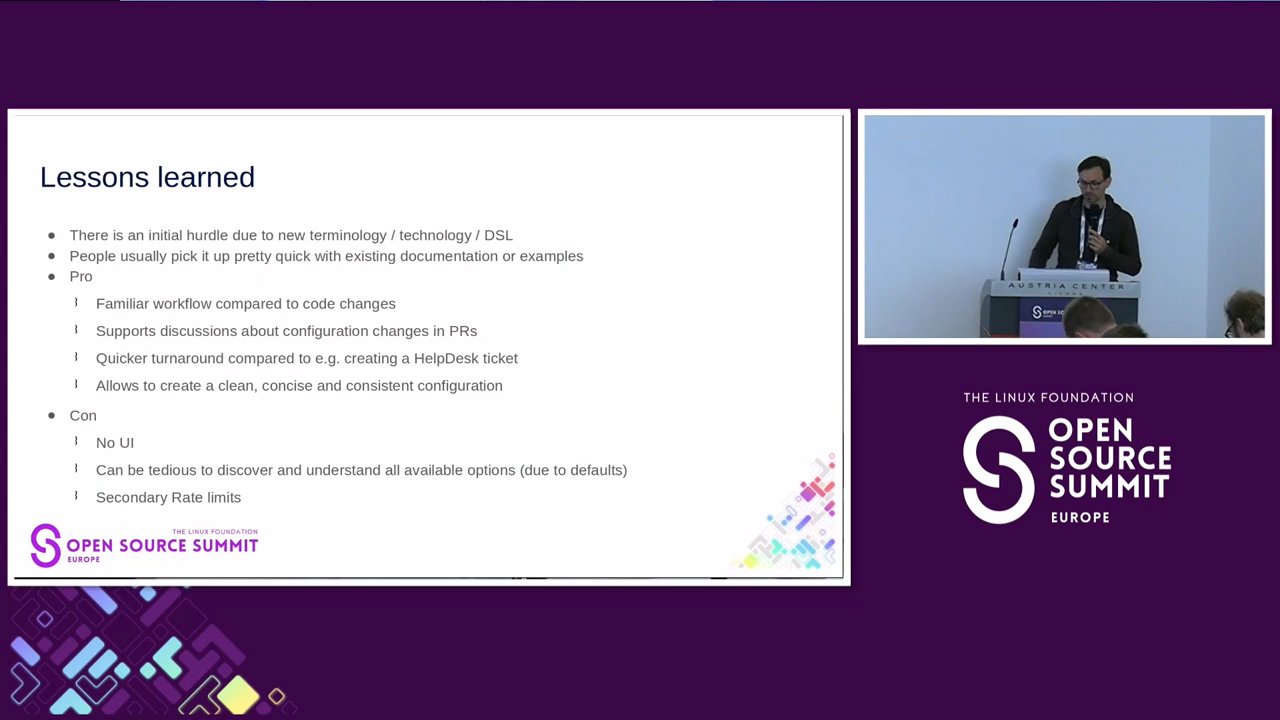 Lessons learned
There is an initial hurdle due to new terminology / technology / DSL
People usually pick it up pretty quick with existing documentation or examples
Pro
Familiar workflow compared to code changes
Supports discussions about configuration changes in PRs
Quicker turnaround compared to e.g. creating a HelpDesk ticket
Allows to create a clean, concise and consistent configuration
Con
No UI
Can be tedious to discover and understand all available options (due to defaults)
Secondary Rate limits
THE LINUX FOUNDATION
OPEN SOURCE SUMMIT
EUROPE
AUSTRIA CENTER
THE LINUX FOUNDATION
OPEN
SOURCE
SUMMIT
EUROPE